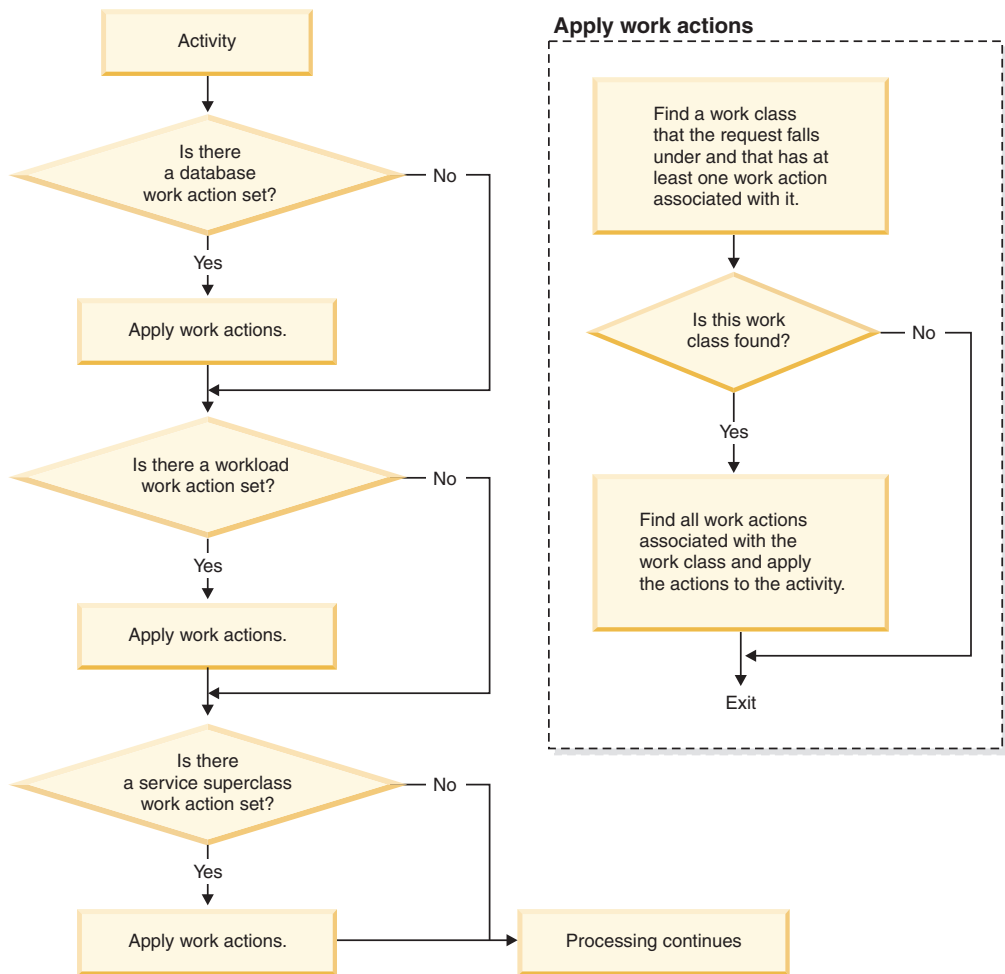 Activity
Is there
a database
work action set?
No
Yes
Apply work actions.
Is there a workload
work action set?
No
Yes
Apply work actions.
Is there
a service superclass
work action set?
No
Yes
Apply work actions.
Processing continues
Apply work actions
Find a work class
that the request falls
under and that has at
least one work action
associated with it.
Is this work
class found?
No
Yes
Find all work actions
associated with the
work class and apply
the actions to the activity.
Exit